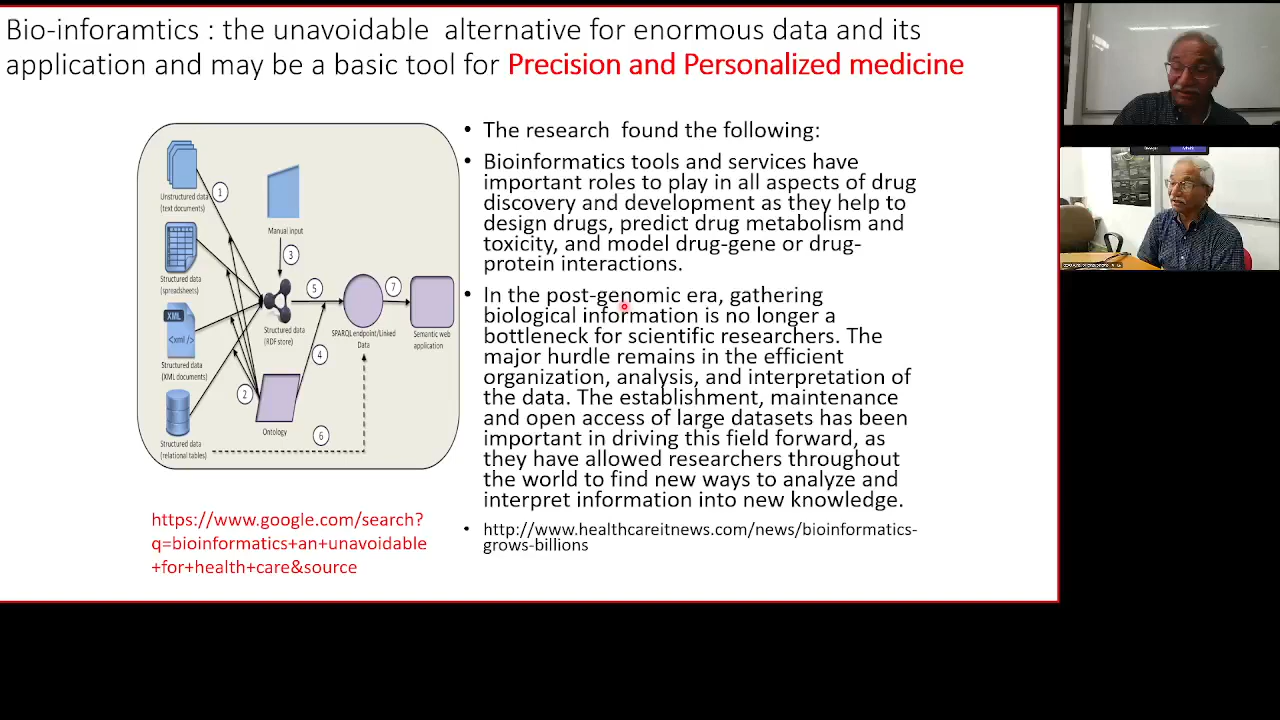 Bio-inforamtics : the unavoidable alternative for enormous data and its
application and may be a basic tool for Precision and Personalized medicine
Unstructured data
(text documents)
Structured data
(spreadsheets)
XML
<xml/>
Structured data
(XML documents)
Structured data
(relational tables)
1
Manual input
3
5
Structured data
(RDF store)
4
2
Ontology
6
SPARQL endpoint/Linked
Data
7
Semantic web
application
https://www.google.com/search?
q=bioinformatics+an+unavoidable
+for+health+care&source
• The research found the following:
• Bioinformatics tools and services have
important roles to play in all aspects of drug
discovery and development as they help to
design drugs, predict drug metabolism and
toxicity, and model drug-gene or drug-
protein interactions.
• In the post-genomic era, gathering
biological information is no longer a
bottleneck for scientific researchers. The
major hurdle remains in the efficient
organization, analysis, and interpretation of
the data. The establishment, maintenance
and open access of large datasets has been
important in driving this field forward, as
they have allowed researchers throughout
the world to find new ways to analyze and
interpret information into new knowledge.
• http://www.healthcareitnews.com/news/bioinformatics-
grows-billions